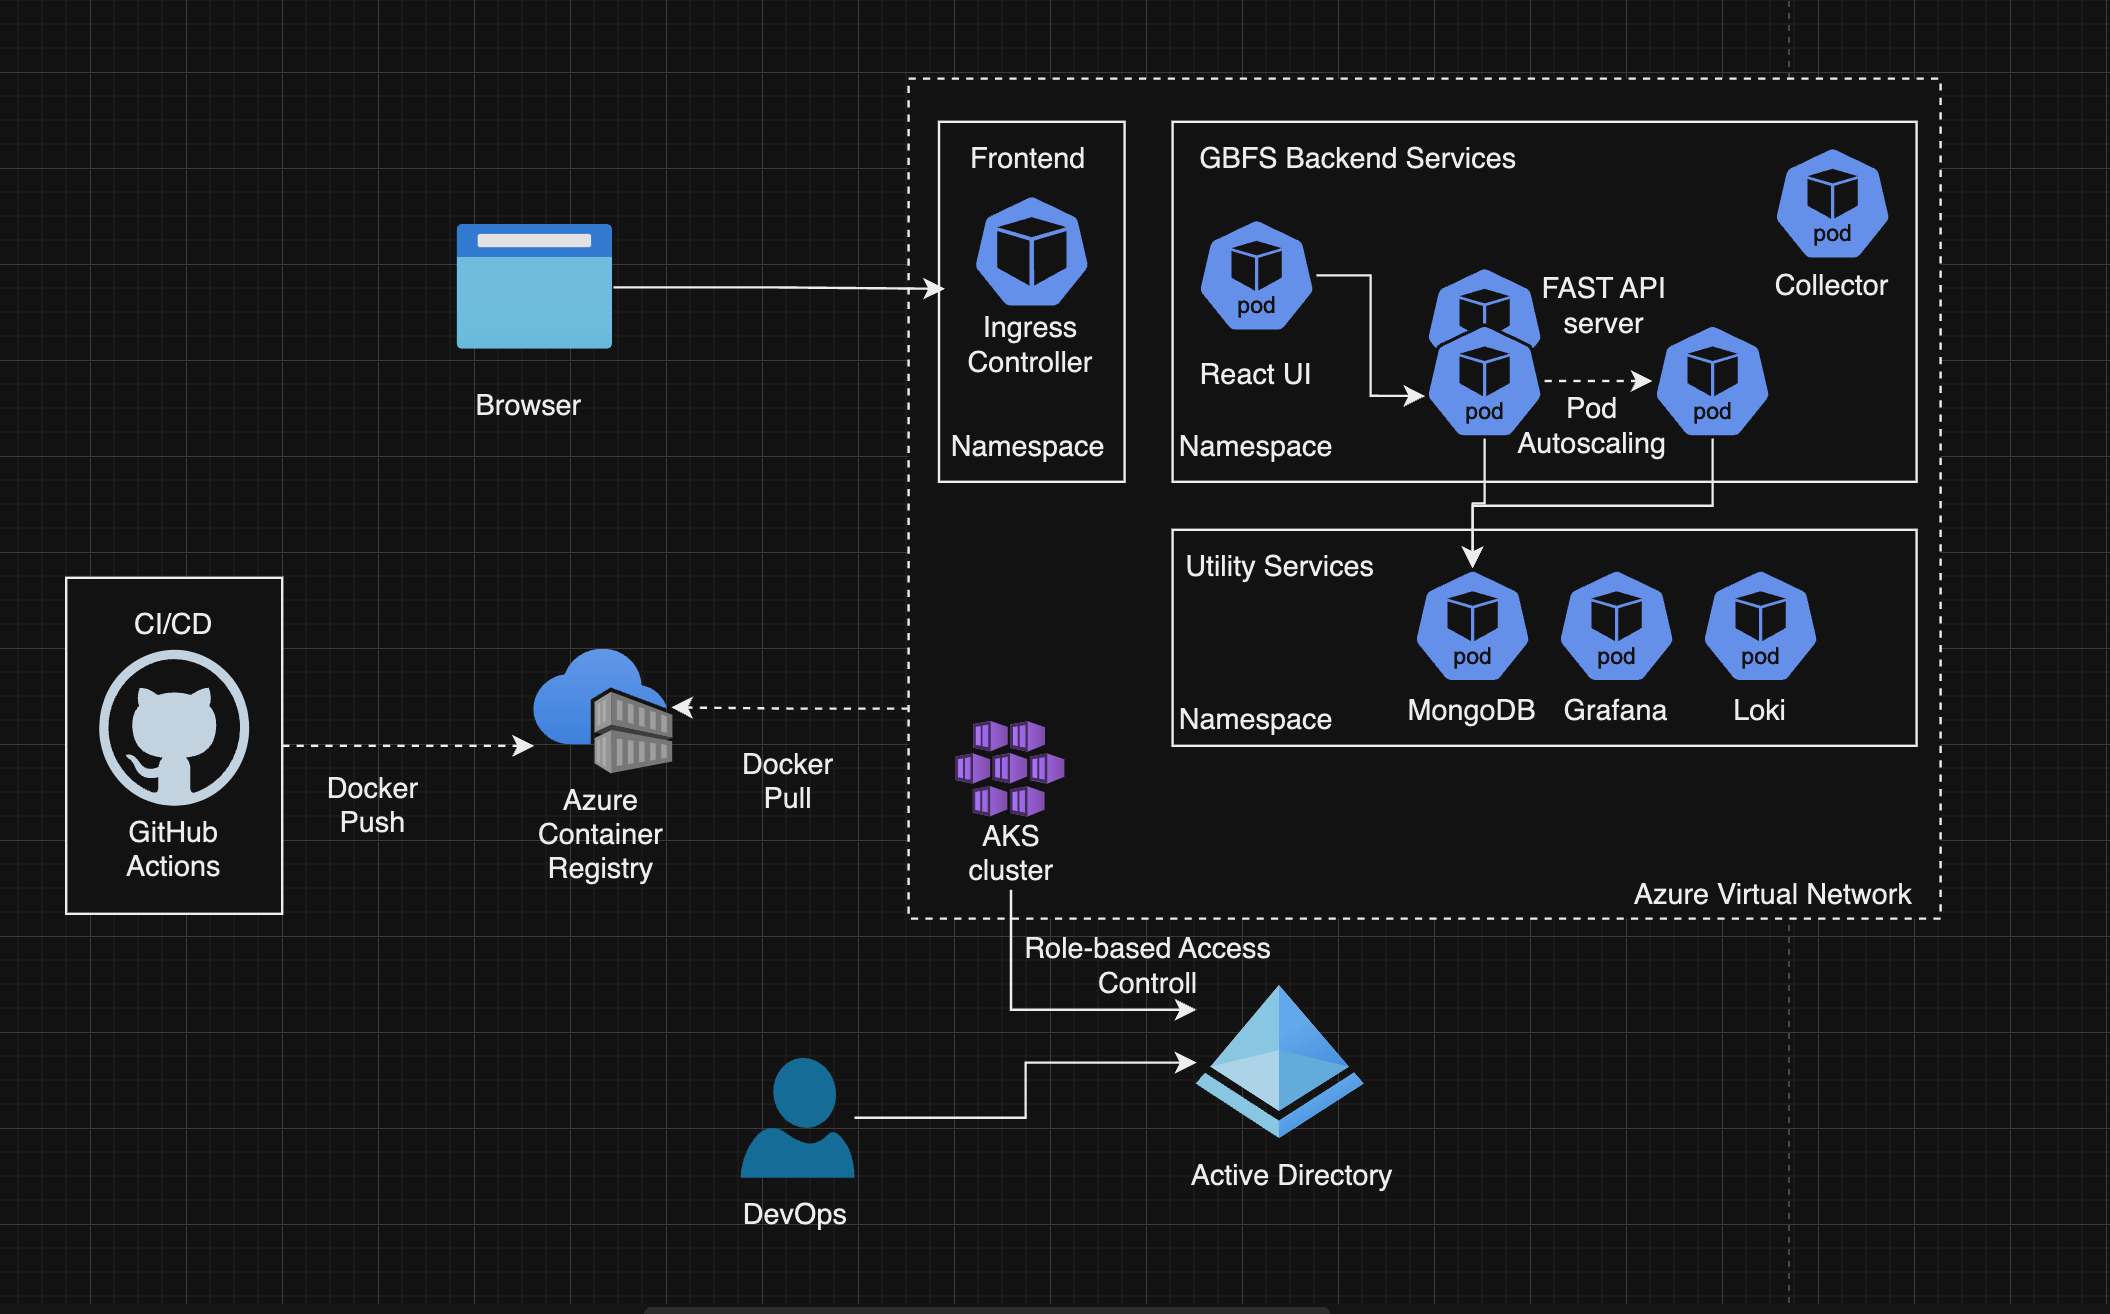 Frontend
Ingress
Controller
Namespace
GBFS Backend Services
pod
Collector
pod
React UI
FAST API
server
pod
Pod
Autoscaling
pod
Namespace
Browser
Utility Services
pod
MongoDB
pod
Grafana
pod
Loki
Namespace
CI/CD
GitHub
Actions
Docker
Push
Azure
Container
Registry
Docker
Pull
AKS
cluster
Azure Virtual Network
Role-based Access
Controll
Active Directory
DevOps